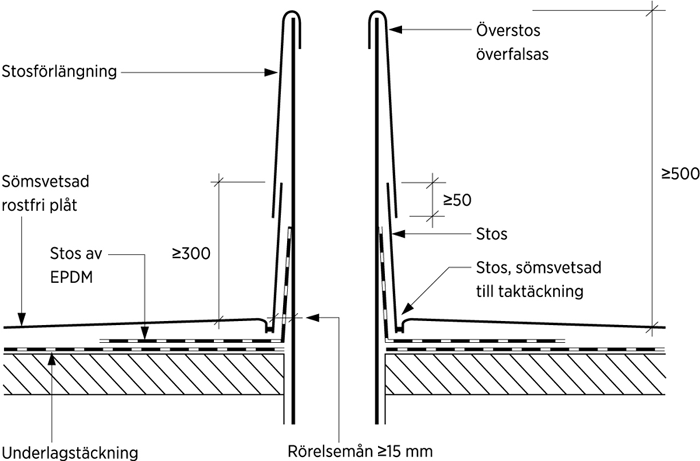 Överstos
överfalsas
Stosförlängning
≥500
Sömsvetsad
rostfri plåt
≥50
Stos av
EPDM
≥300
Stos
Stos, sömsvetsad
till taktäckning
Underlagstäckning
Rörelsemån ≥15 mm